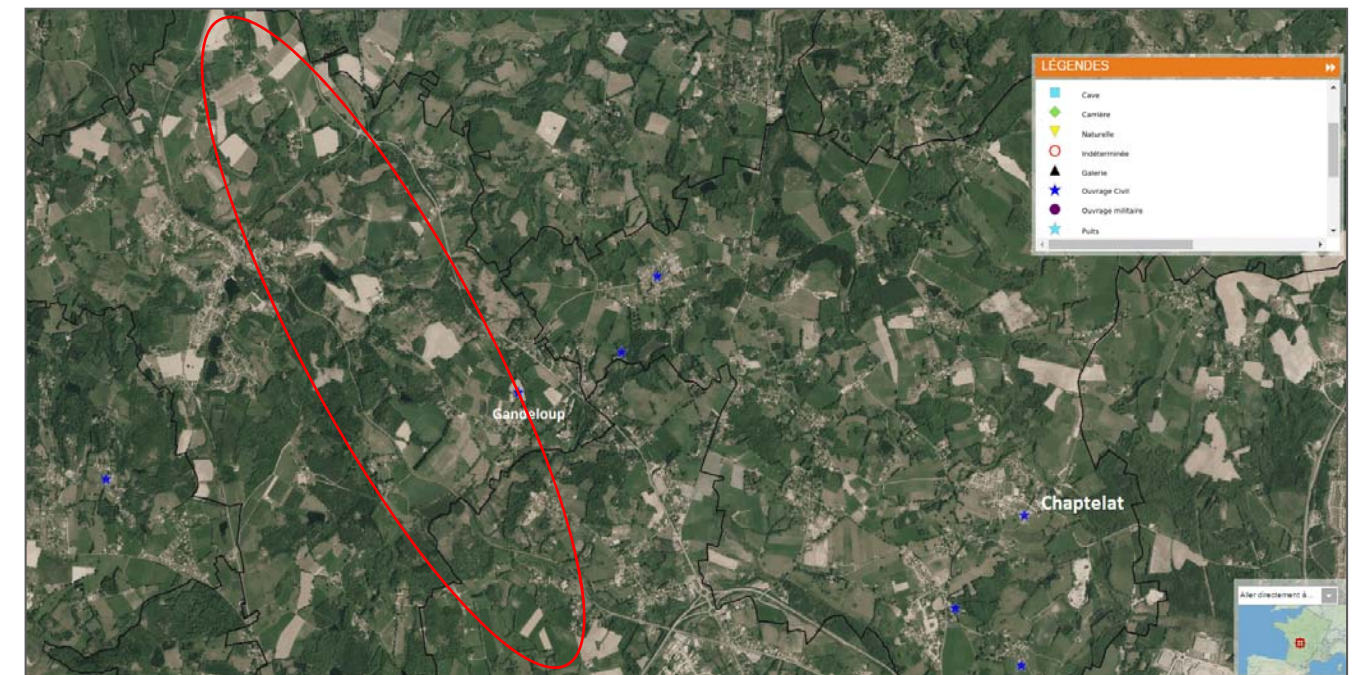 LÉGENDES
Cave
Carrière
Naturelle
Indéterminée
Galerie
Ouvrage Civil
Ouvrage militaire
Puits
Gandeloup
Chaptelat
Aller directement à...